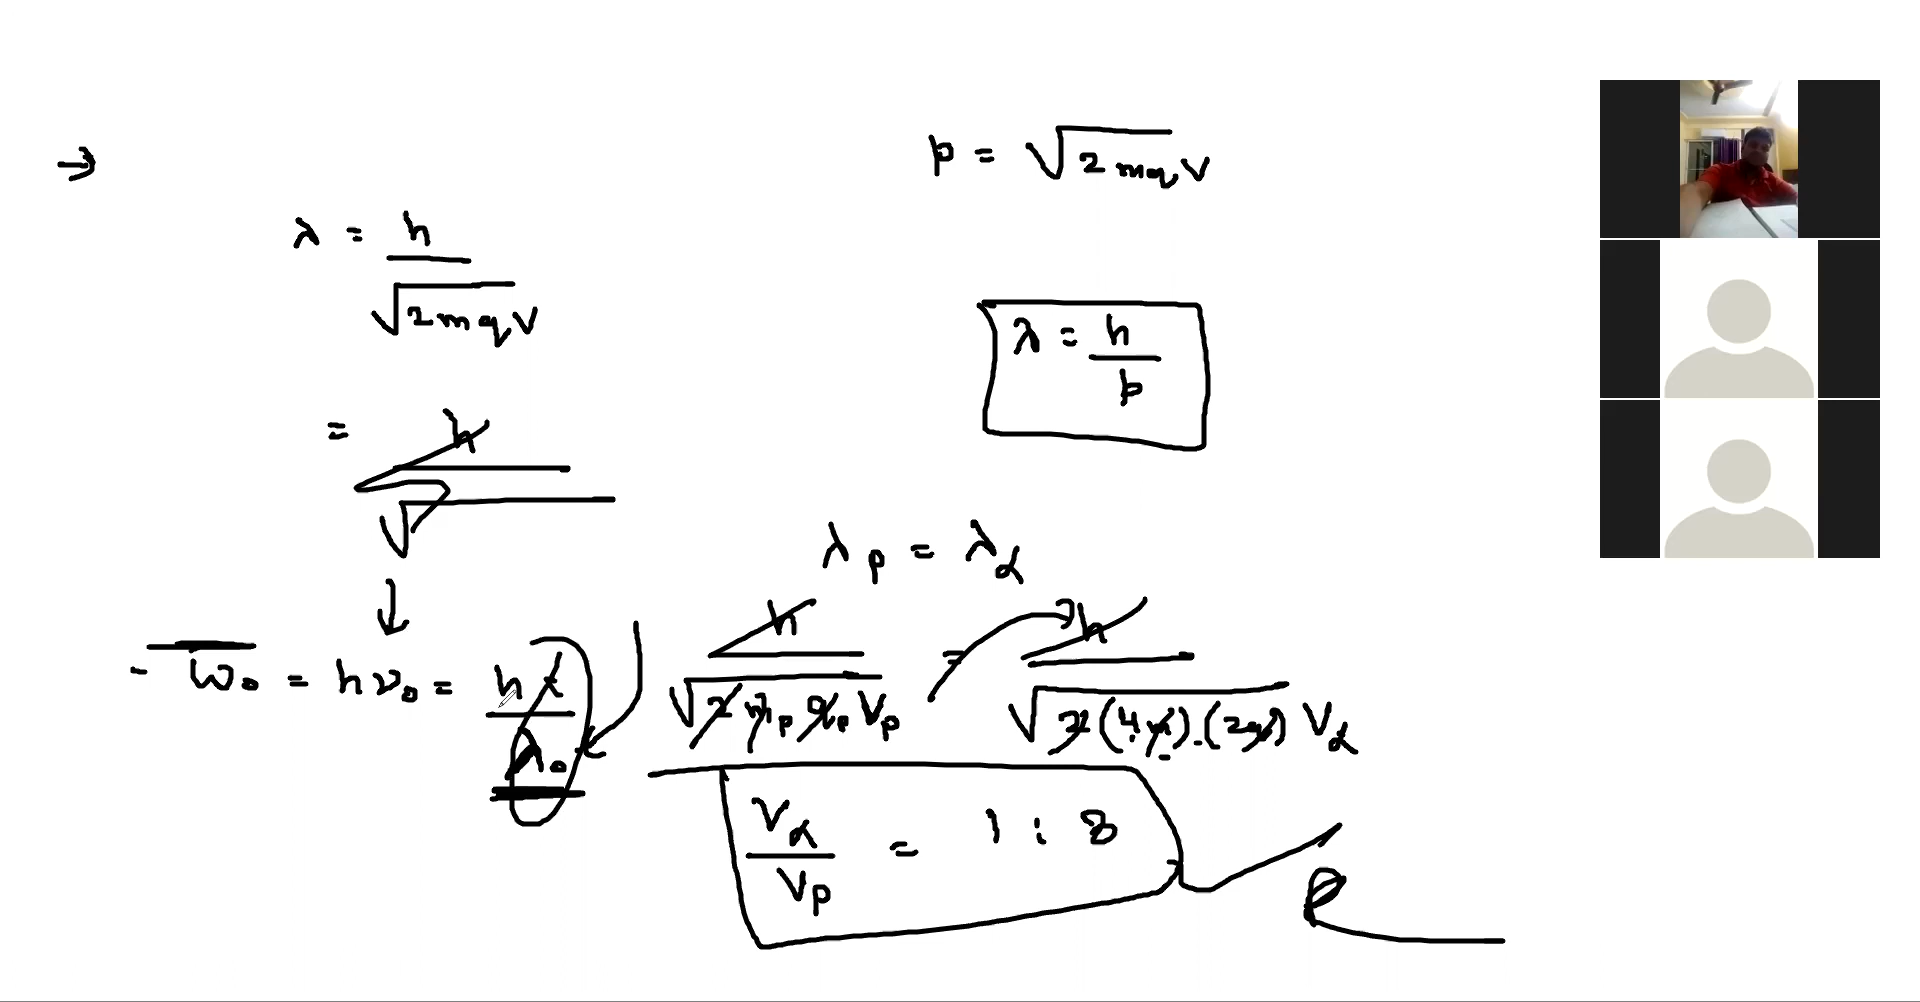 →
p = √2mqV
λ = h / √2mqV
λ = h / p
= h / √
λp = λα
↓
- W₀ = hν₀ = hc / λ₀
h / √2 mp qp Vp = h / √2(4m).(2q) Vα
Vα / Vp = 1 : 8